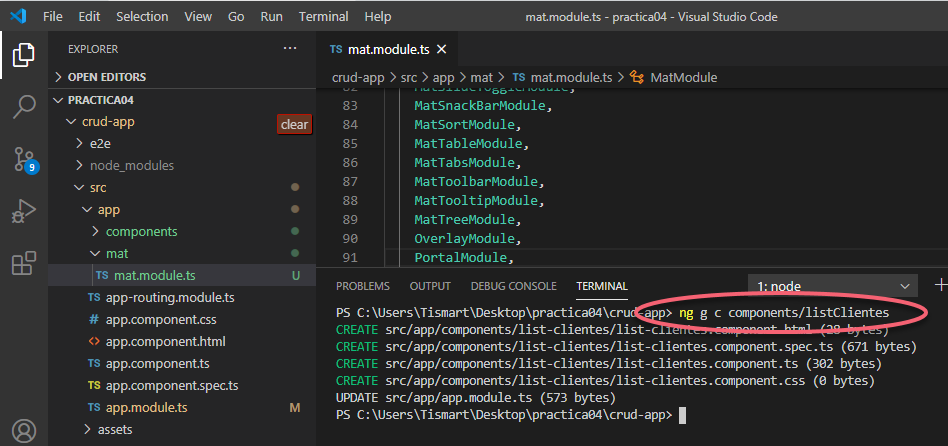 File Edit Selection View Go Run Terminal Help mat.module.ts - practica04 - Visual Studio Code
EXPLORER
OPEN EDITORS
PRACTICA04
crud-app
clear
e2e
node_modules
src
app
components
mat
TS mat.module.ts U
TS app-routing.module.ts
app.component.css
app.component.html
TS app.component.ts
TS app.component.spec.ts
TS app.module.ts M
assets
9
TS mat.module.ts
crud-app > src > app > mat > TS mat.module.ts > MatModule
82 MatSlideToggleModule,
83 MatSnackBarModule,
84 MatSortModule,
85 MatTableModule,
86 MatTabsModule,
87 MatToolbarModule,
88 MatTooltipModule,
89 MatTreeModule,
90 OverlayModule,
91 PortalModule,
PROBLEMS OUTPUT DEBUG CONSOLE TERMINAL 1: node
PS C:\Users\Tismart\Desktop\practica04\crud-app> ng g c components/listClientes
CREATE src/app/components/list-clientes/list-clientes.component.html (28 bytes)
CREATE src/app/components/list-clientes/list-clientes.component.spec.ts (671 bytes)
CREATE src/app/components/list-clientes/list-clientes.component.ts (302 bytes)
CREATE src/app/components/list-clientes/list-clientes.component.css (0 bytes)
UPDATE src/app/app.module.ts (573 bytes)
PS C:\Users\Tismart\Desktop\practica04\crud-app>